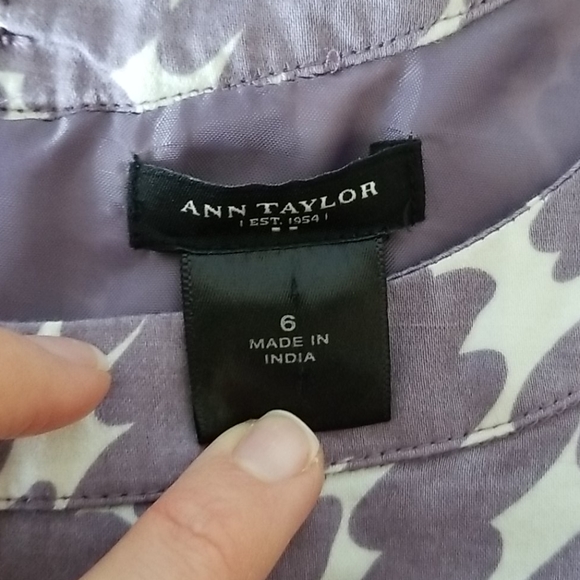 ANN TAYLOR
EST. 1954
6
MADE IN
INDIA